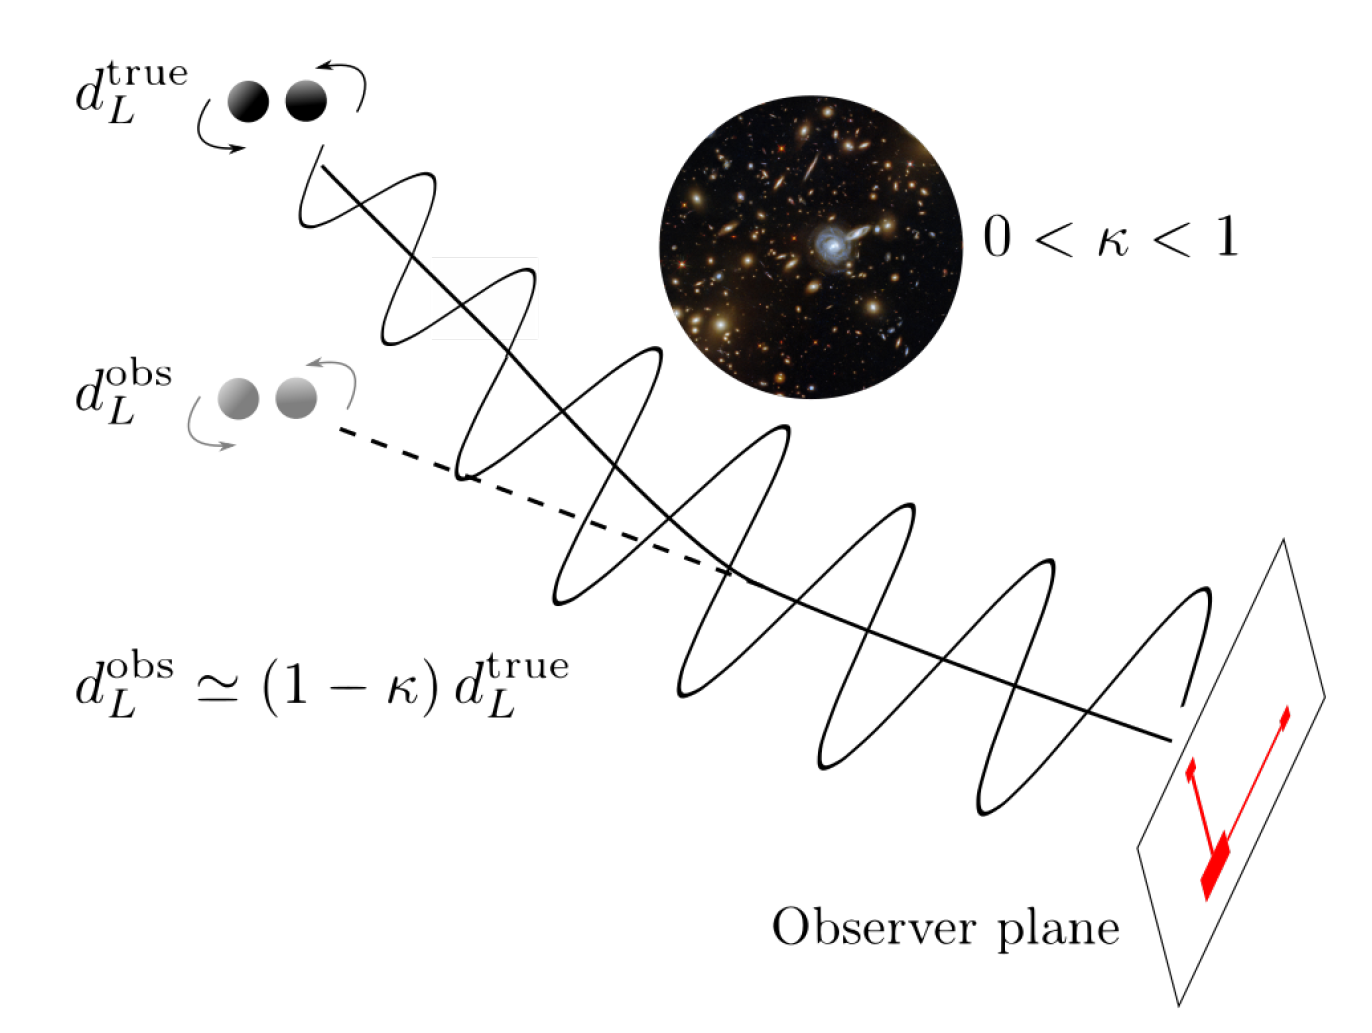 d_L^true
0 < κ < 1
d_L^obs
d_L^obs ≃ (1 − κ) d_L^true
Observer plane